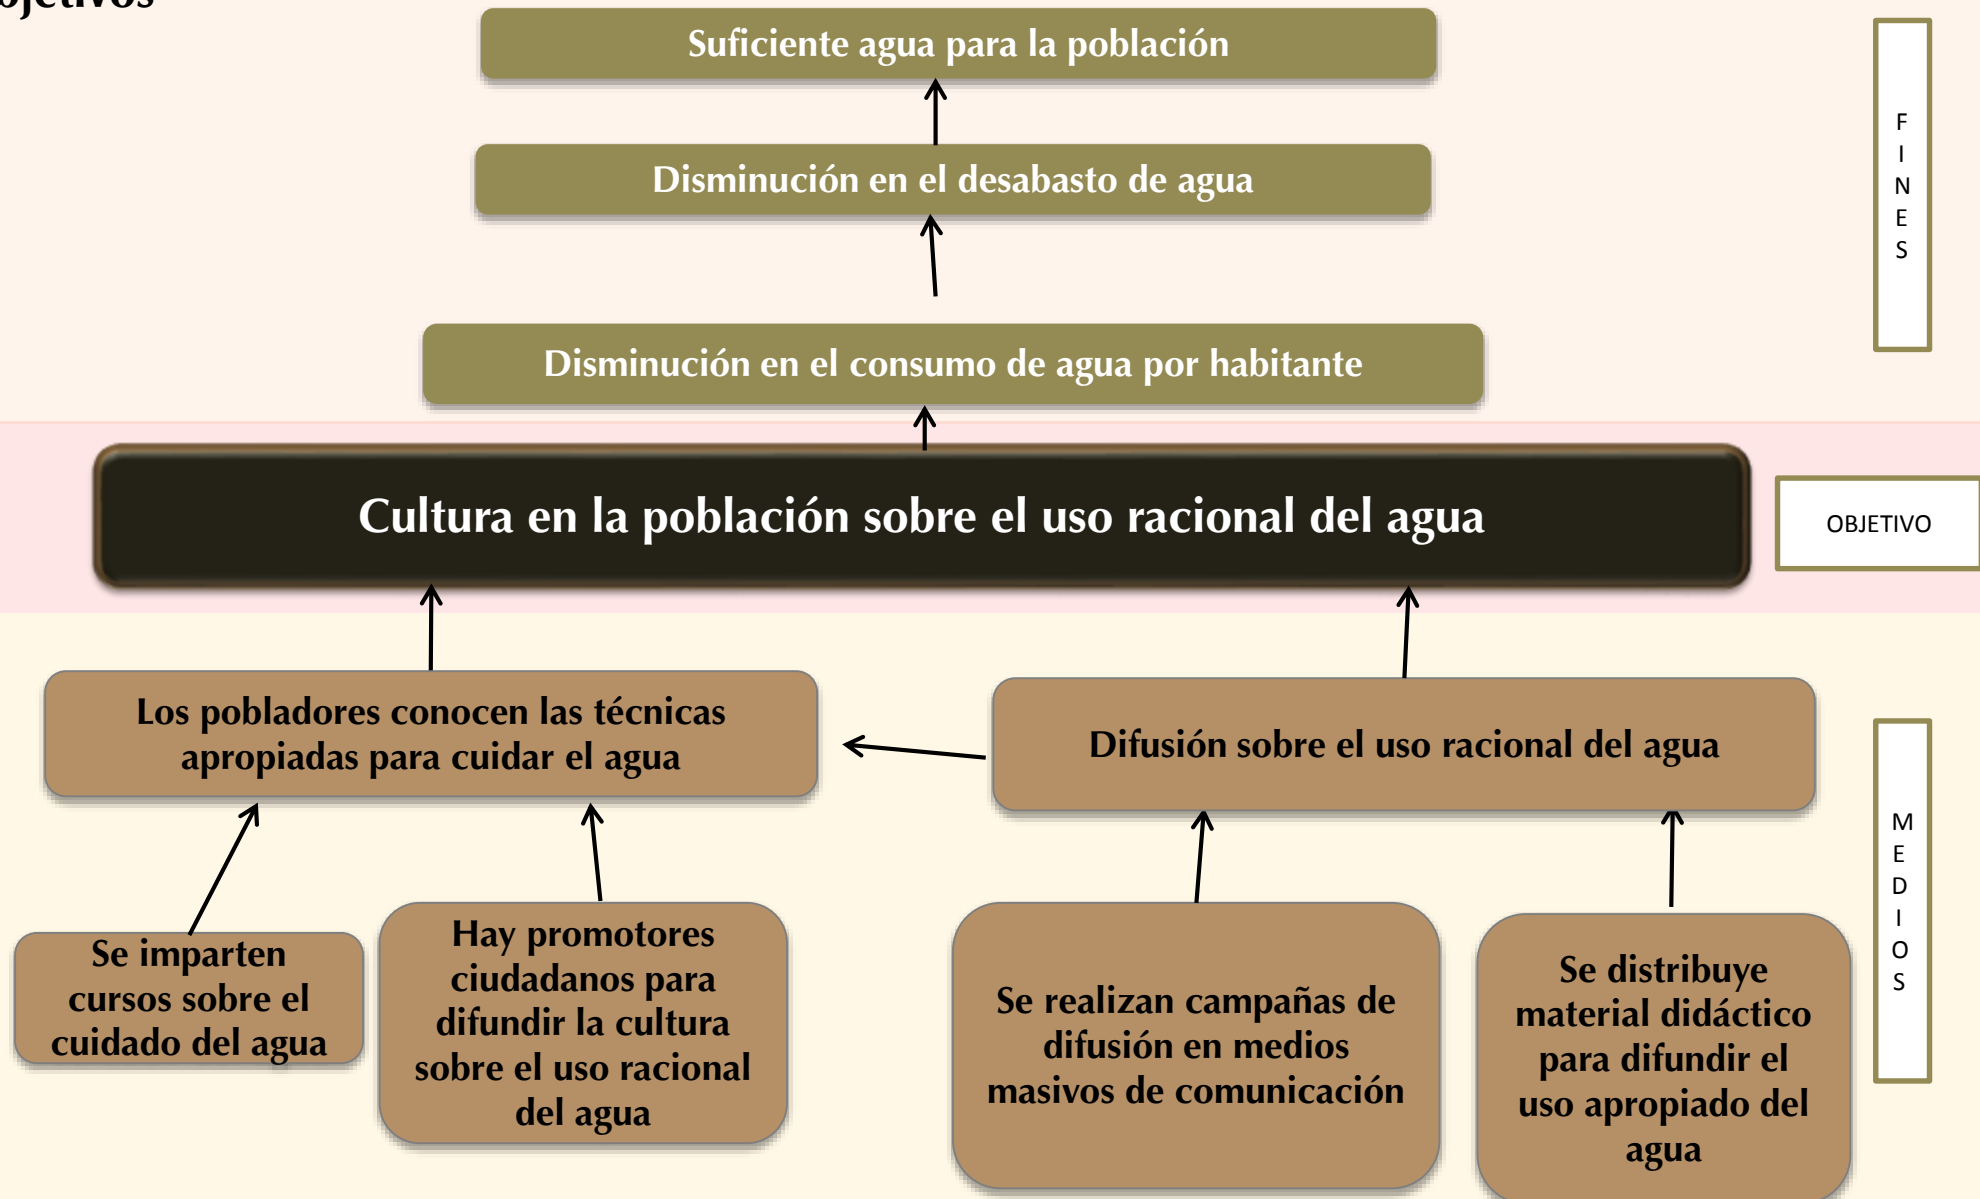 Suficiente agua para la población
Disminución en el desabasto de agua
Disminución en el consumo de agua por habitante
F
I
N
E
S
Cultura en la población sobre el uso racional del agua
OBJETIVO
Los pobladores conocen las técnicas
apropiadas para cuidar el agua
Difusión sobre el uso racional del agua
Se imparten
cursos sobre el
cuidado del agua
Hay promotores
ciudadanos para
difundir la cultura
sobre el uso racional
del agua
Se realizan campañas de
difusión en medios
masivos de comunicación
Se distribuye
material didáctico
para difundir el
uso apropiado del
agua
M
E
D
I
O
S